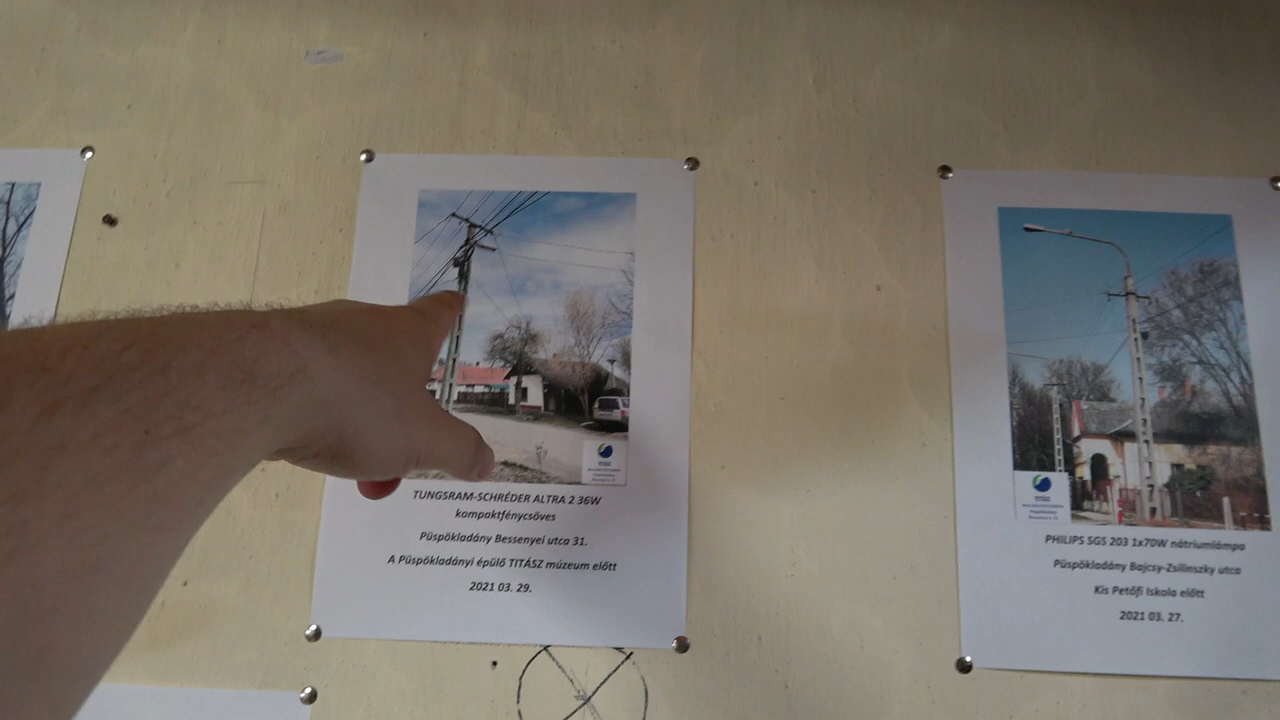 TUNGSRAM-SCHRÉDER ALTRA 2 36W
kompaktfénycsöves
Püspökladány Bessenyei utca 31.
A Püspökladányi épülő TITÁSZ múzeum előtt
2021 03. 29.
PHILIPS SGS 203 1x70W nátriumlámpa
Püspökladány Bajcsy-Zsilinszky utca
Kis Petőfi Iskola előtt
2021 03. 27.